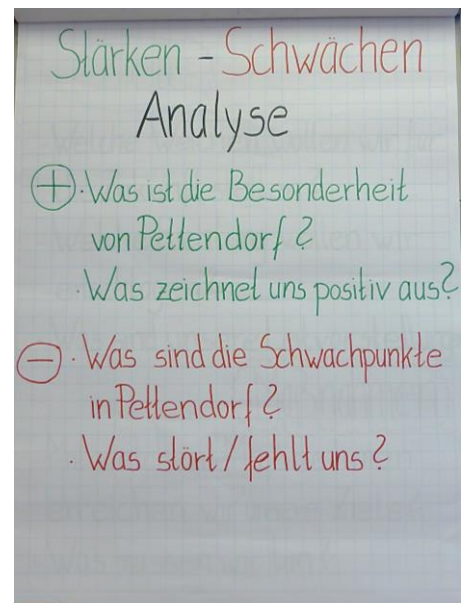 Stärken - Schwächen
Analyse
+ · Was ist die Besonderheit
von Pettendorf?
· Was zeichnet uns positiv aus?
- · Was sind die Schwachpunkte
in Pettendorf?
· Was stört / fehlt uns?